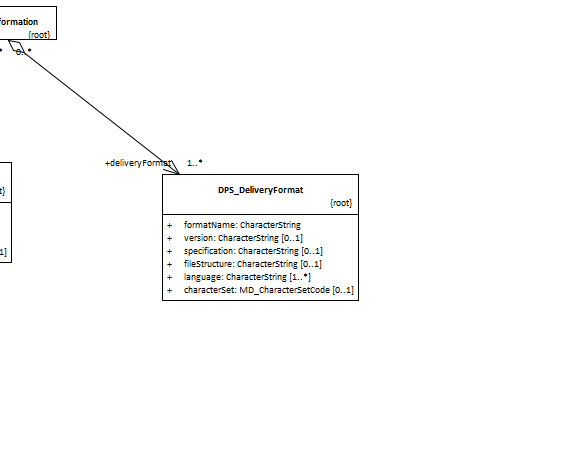 formation
{root}
0..*
+deliveryFormat 1..*
DPS_DeliveryFormat
{root}
+ formatName: CharacterString
+ version: CharacterString [0..1]
+ specification: CharacterString [0..1]
+ fileStructure: CharacterString [0..1]
+ language: CharacterString [1..*]
+ characterSet: MD_CharacterSetCode [0..1]
t}
1]